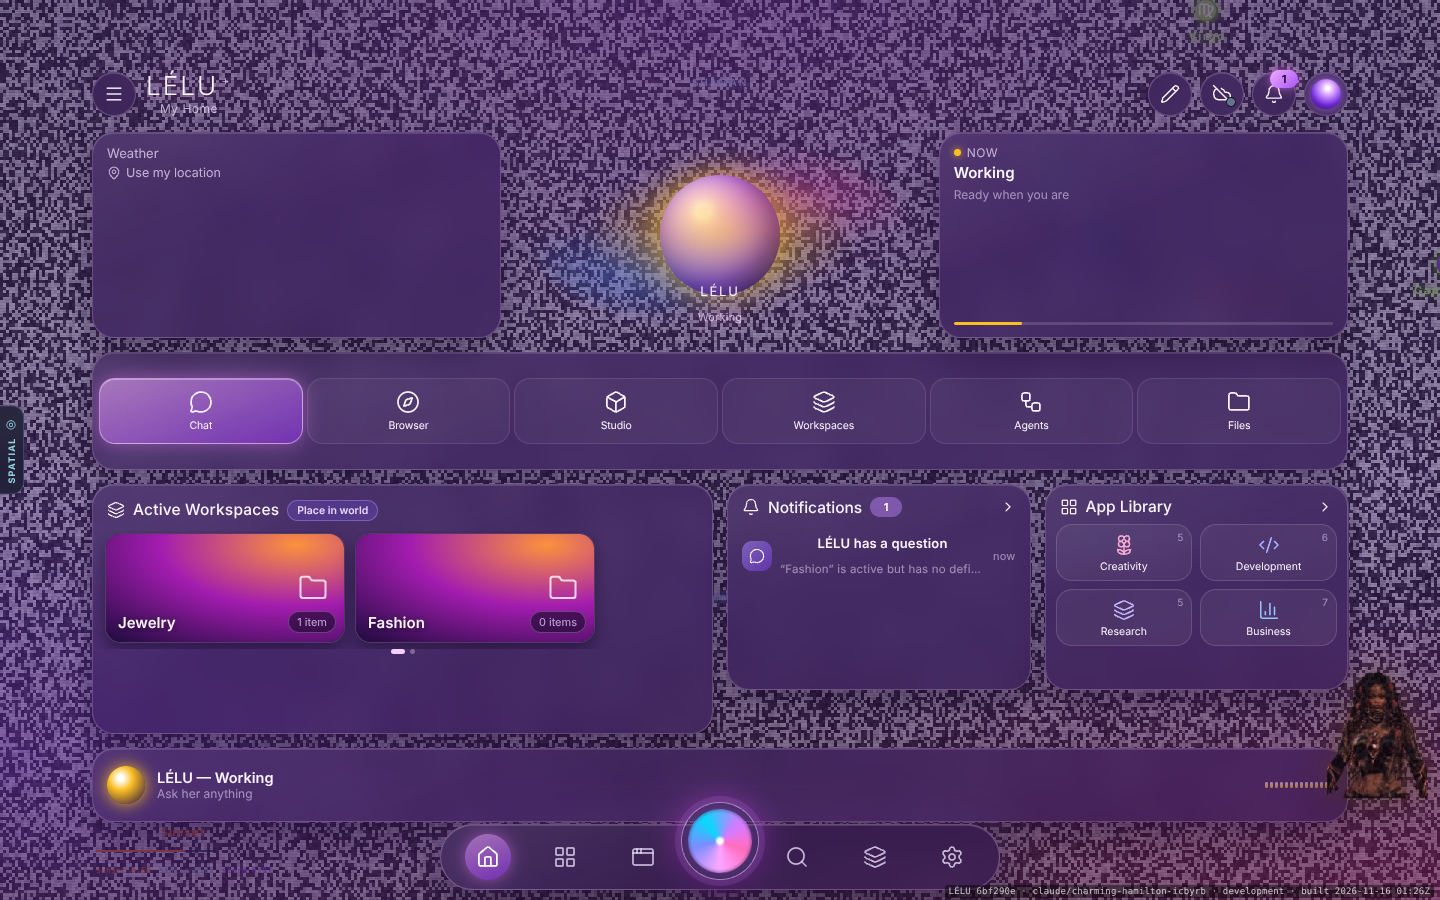 LÉLU
My Home
1
Weather
Use my location
NOW
Working
Ready when you are
LÉLU
Working
SPATIAL
Chat
Browser
Studio
Workspaces
Agents
Files
Active Workspaces
Place in world
Jewelry
1 item
Fashion
0 items
Notifications
1
LÉLU has a question
now
“Fashion” is active but has no defi...
App Library
Creativity
5
Development
6
Research
5
Business
7
LÉLU — Working
Ask her anything
LÉLU 6bf290e · claude/charming-hamilton-icbyrb · development · built 2026-11-16 01:26Z